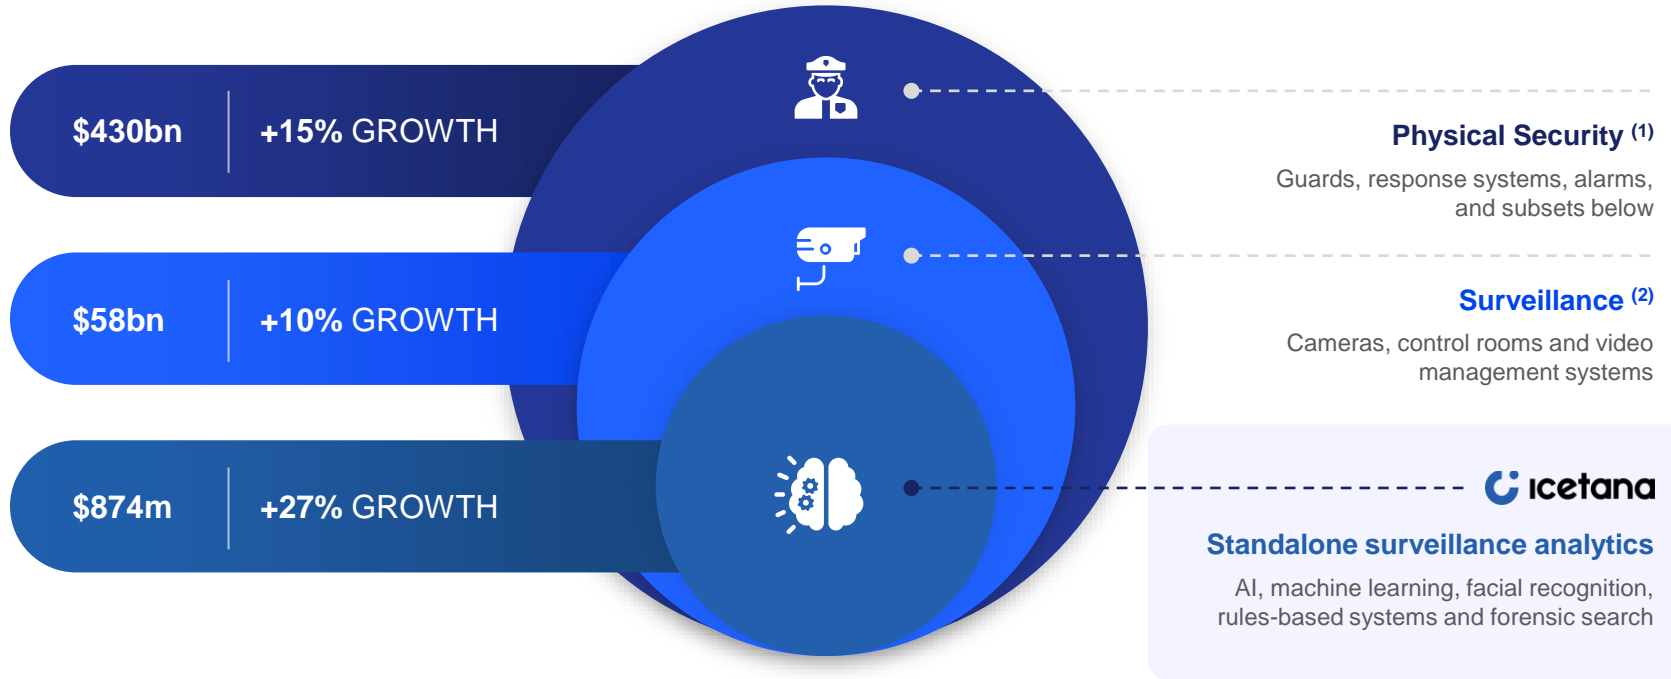 $430bn
+15% GROWTH
Physical Security (1)
Guards, response systems, alarms,
and subsets below
$58bn
+10% GROWTH
Surveillance (2)
Cameras, control rooms and video
management systems
$874m
+27% GROWTH
icetana
Standalone surveillance analytics
AI, machine learning, facial recognition,
rules-based systems and forensic search